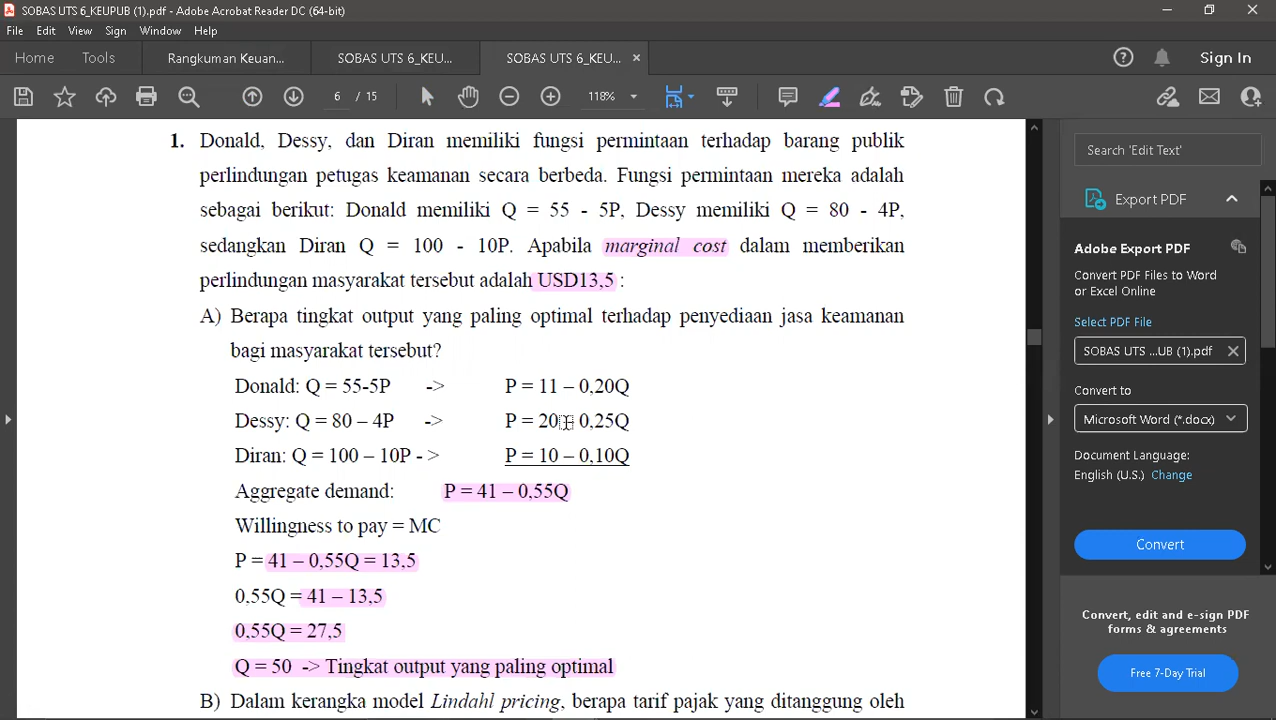 SOBAS UTS 6_KEUPUB (1).pdf - Adobe Acrobat Reader DC (64-bit)
File Edit View Sign Window Help
Home Tools Rangkuman Keuan... SOBAS UTS 6_KEU... SOBAS UTS 6_KEU... × Sign In
6 / 15 118%
1. Donald, Dessy, dan Diran memiliki fungsi permintaan terhadap barang publik
perlindungan petugas keamanan secara berbeda. Fungsi permintaan mereka adalah
sebagai berikut: Donald memiliki Q = 55 - 5P, Dessy memiliki Q = 80 - 4P,
sedangkan Diran Q = 100 - 10P. Apabila marginal cost dalam memberikan
perlindungan masyarakat tersebut adalah USD13,5 :
A) Berapa tingkat output yang paling optimal terhadap penyediaan jasa keamanan
bagi masyarakat tersebut?
Donald: Q = 55-5P -> P = 11 – 0,20Q
Dessy: Q = 80 – 4P -> P = 20 – 0,25Q
Diran: Q = 100 – 10P - > P = 10 – 0,10Q
Aggregate demand: P = 41 – 0,55Q
Willingness to pay = MC
P = 41 – 0,55Q = 13,5
0,55Q = 41 – 13,5
0,55Q = 27,5
Q = 50 -> Tingkat output yang paling optimal
B) Dalam kerangka model Lindahl pricing, berapa tarif pajak yang ditanggung oleh
Search 'Edit Text'
Export PDF
Adobe Export PDF
Convert PDF Files to Word
or Excel Online
Select PDF File
SOBAS UTS ...UB (1).pdf ×
Convert to
Microsoft Word (*.docx)
Document Language:
English (U.S.) Change
Convert
Convert, edit and e-sign PDF
forms & agreements
Free 7-Day Trial